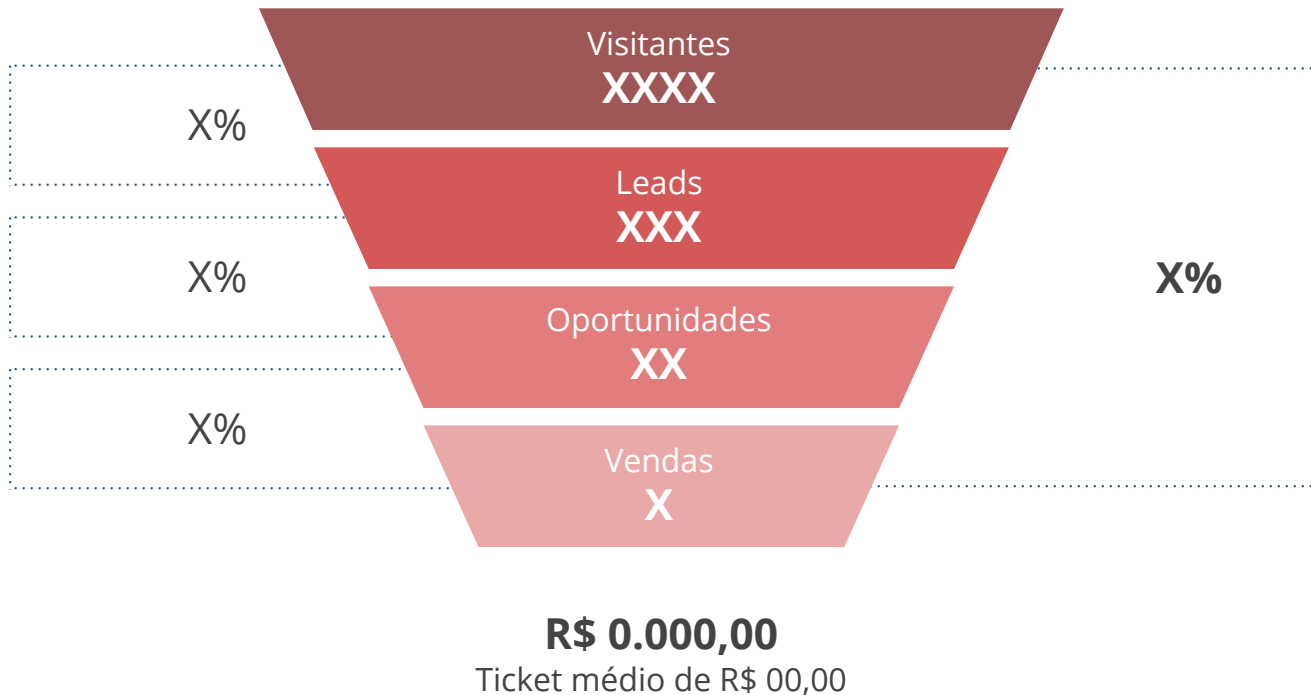 Visitantes
XXXX
X%
Leads
XXX
X%
X%
Oportunidades
XX
X%
Vendas
X
R$ 0.000,00
Ticket médio de R$ 00,00